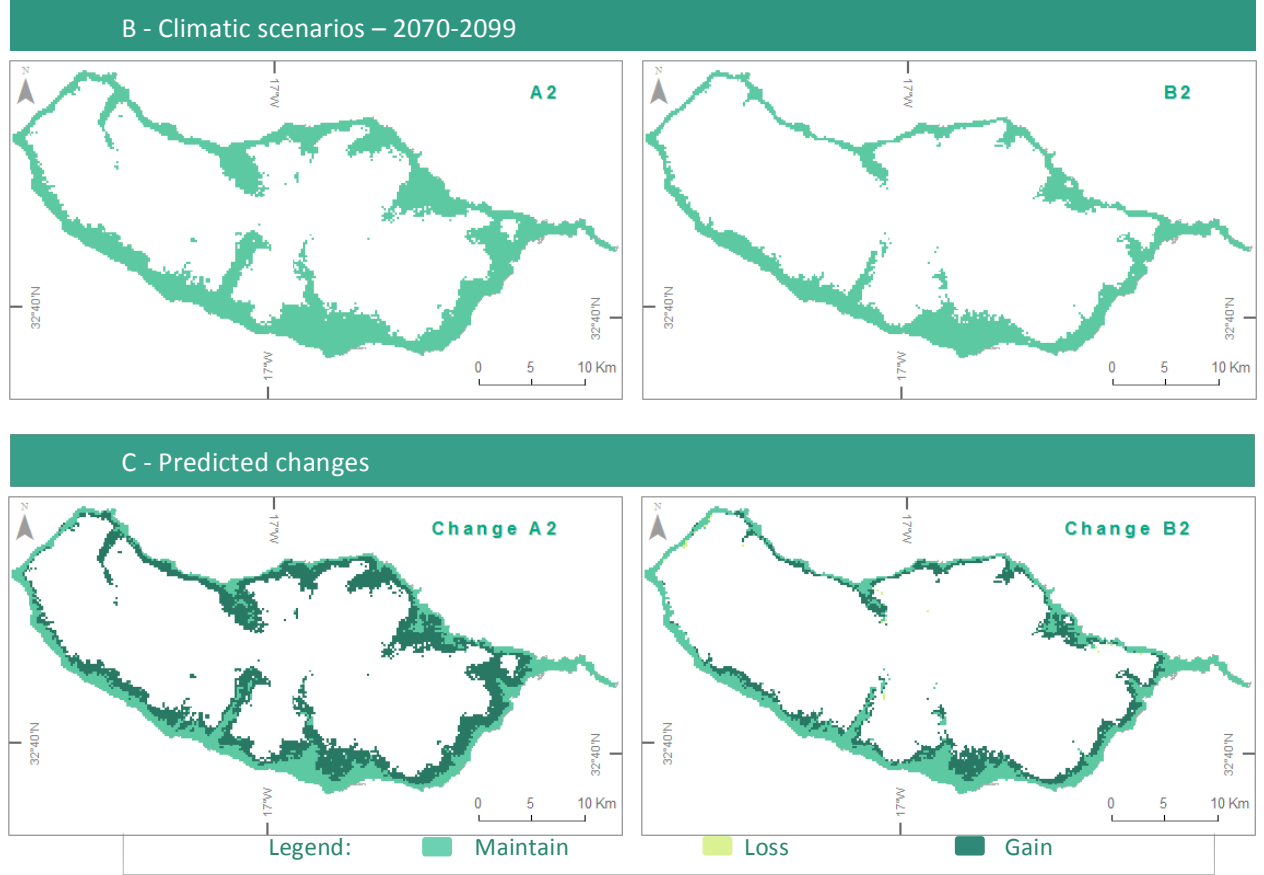 B - Climatic scenarios – 2070-2099
N
17°W
A2
32°40'N
32°40'N
0 5 10 Km
17°W
N
17°W
B2
32°40'N
32°40'N
0 5 10 Km
17°W
C - Predicted changes
N
17°W
Change A2
32°40'N
32°40'N
0 5 10 Km
17°W
N
17°W
Change B2
32°40'N
32°40'N
0 5 10 Km
17°W
Legend: Maintain Loss Gain